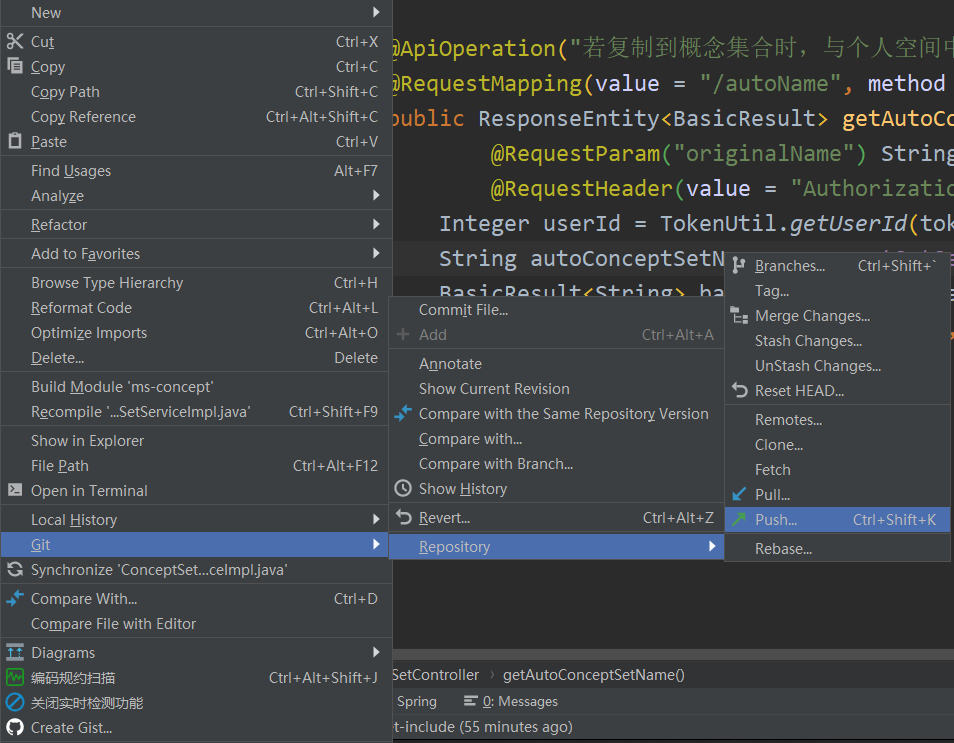 New
Cut Ctrl+X
Copy Ctrl+C
Copy Path Ctrl+Shift+C
Copy Reference Ctrl+Alt+Shift+C
Paste Ctrl+V
Find Usages Alt+F7
Analyze
Refactor
Add to Favorites
Browse Type Hierarchy Ctrl+H
Reformat Code Ctrl+Alt+L
Optimize Imports Ctrl+Alt+O
Delete... Delete
Build Module 'ms-concept'
Recompile '...SetServiceImpl.java' Ctrl+Shift+F9
Show in Explorer
File Path Ctrl+Alt+F12
Open in Terminal
Local History
Git
Synchronize 'ConceptSet...ceImpl.java'
Compare With... Ctrl+D
Compare File with Editor
Diagrams
编码规约扫描 Ctrl+Alt+Shift+J
关闭实时检测功能
Create Gist...
@ApiOperation("若复制到概念集合时，与个人空间中
@RequestMapping(value = "/autoName", method
public ResponseEntity<BasicResult> getAutoCo
@RequestParam("originalName") String
@RequestHeader(value = "Authorizatio
Integer userId = TokenUtil.getUserId(tok
String autoConceptSetN
BasicResult<String> ba
Commit File...
Add Ctrl+Alt+A
Annotate
Show Current Revision
Compare with the Same Repository Version
Compare with...
Compare with Branch...
Show History
Revert... Ctrl+Alt+Z
Repository
Branches... Ctrl+Shift+`
Tag...
Merge Changes...
Stash Changes...
UnStash Changes...
Reset HEAD...
Remotes...
Clone...
Fetch
Pull...
Push... Ctrl+Shift+K
Rebase...
SetController › getAutoConceptSetName()
Spring 0: Messages
t-include (55 minutes ago)